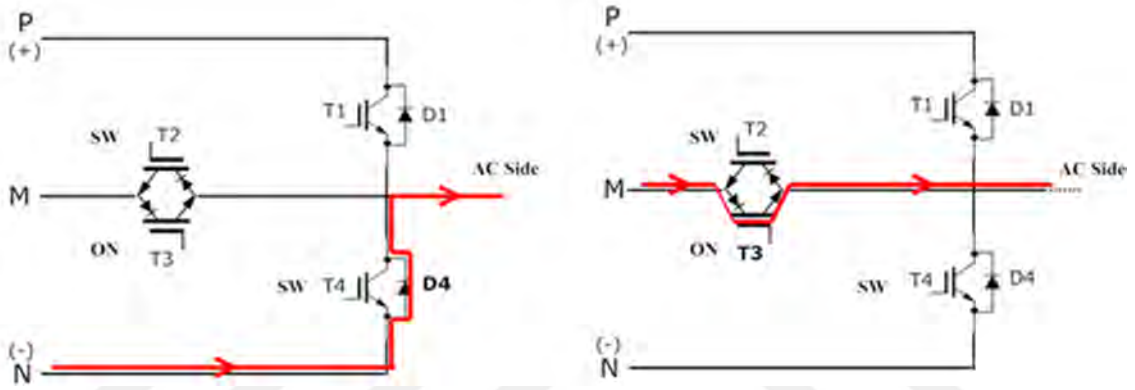 P
(+)
T1
D1
SW
T2
AC Side
M
ON
T3
SW
T4
D4
(-)
N
P
(+)
T1
D1
SW
T2
AC Side
M
ON
T3
SW
T4
D4
(-)
N